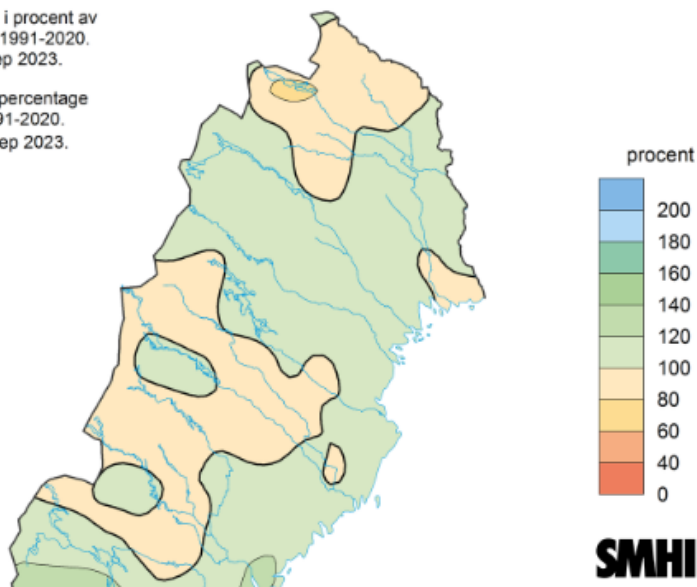 i procent av
1991-2020.
ep 2023.
percentage
91-2020.
ep 2023.
procent
200
180
160
140
120
100
80
60
40
0
SMHI